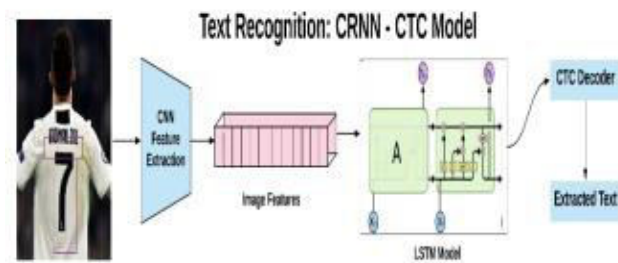 Text Recognition: CRNN - CTC Model
RONALDO
7
CNN
Feature
Extraction
Image Features
A
LSTM Model
CTC Decoder
Extracted Text